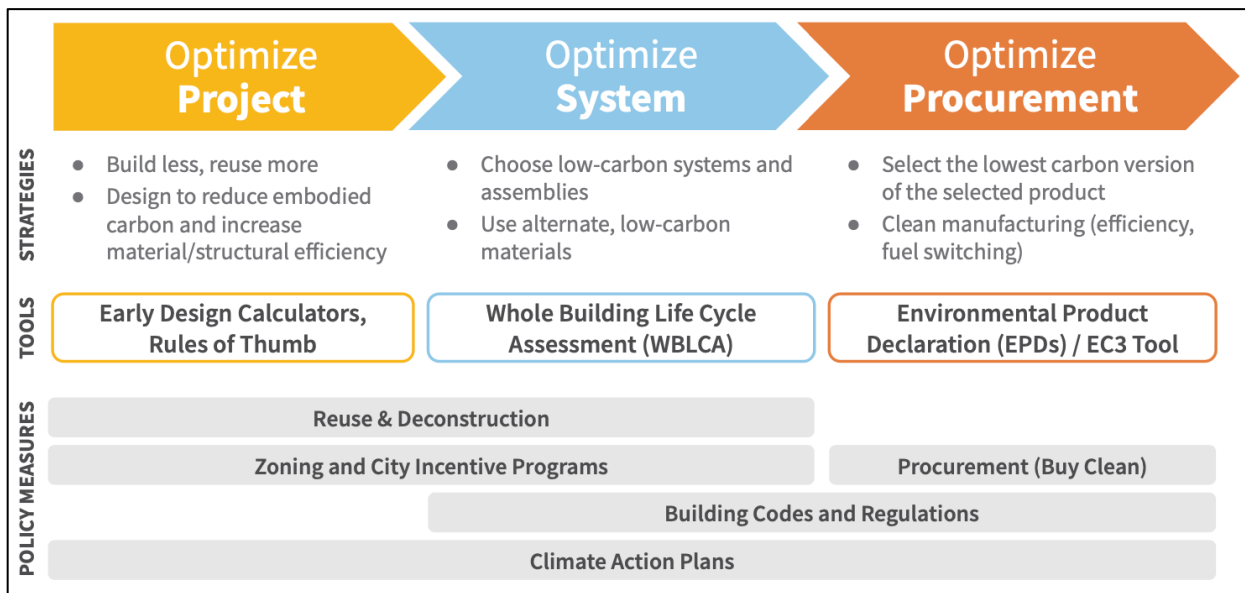 Optimize
Project
Optimize
System
Optimize
Procurement
STRATEGIES
● Build less, reuse more
● Design to reduce embodied
carbon and increase
material/structural efficiency
● Choose low-carbon systems and
assemblies
● Use alternate, low-carbon
materials
● Select the lowest carbon version
of the selected product
● Clean manufacturing (efficiency,
fuel switching)
TOOLS
Early Design Calculators,
Rules of Thumb
Whole Building Life Cycle
Assessment (WBLCA)
Environmental Product
Declaration (EPDs) / EC3 Tool
POLICY MEASURES
Reuse & Deconstruction
Zoning and City Incentive Programs
Procurement (Buy Clean)
Building Codes and Regulations
Climate Action Plans